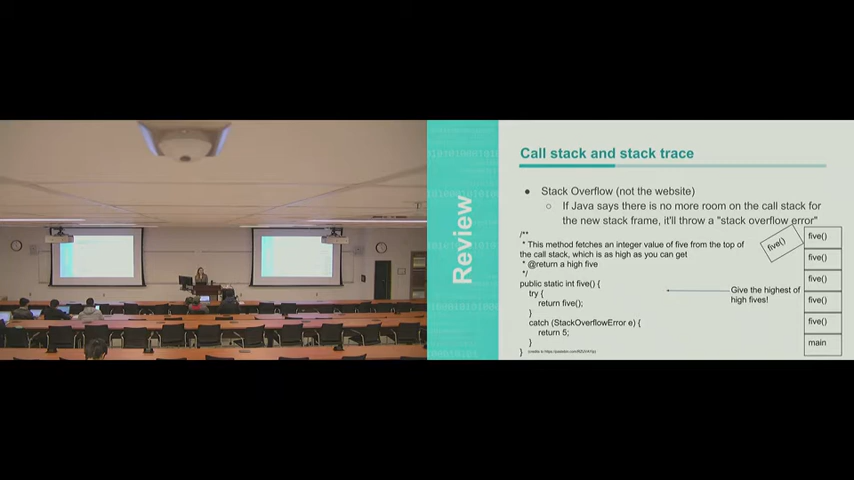 Review
Call stack and stack trace
● Stack Overflow (not the website)
○ If Java says there is no more room on the call stack for
the new stack frame, it'll throw a "stack overflow error"
/**
* This method fetches an integer value of five from the top of
the call stack, which is as high as you can get
* @return a high five
*/
public static int five() {
try {
return five();
}
catch (StackOverflowError e) {
return 5;
}
}
Give the highest of
high fives!
five()
five()
five()
five()
five()
five()
main